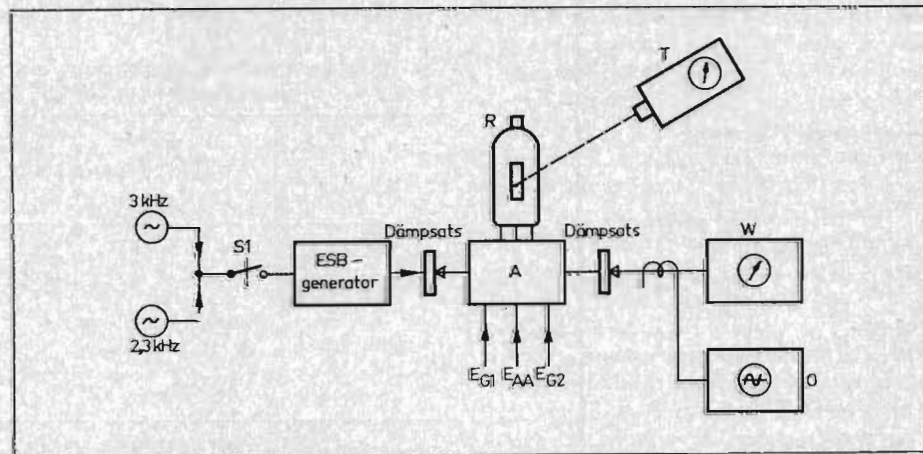 T
R
3 kHz
S1
Dämpsats
Dämpsats
W
ESB–
generator
A
2,3 kHz
EG1 EAA EG2
O